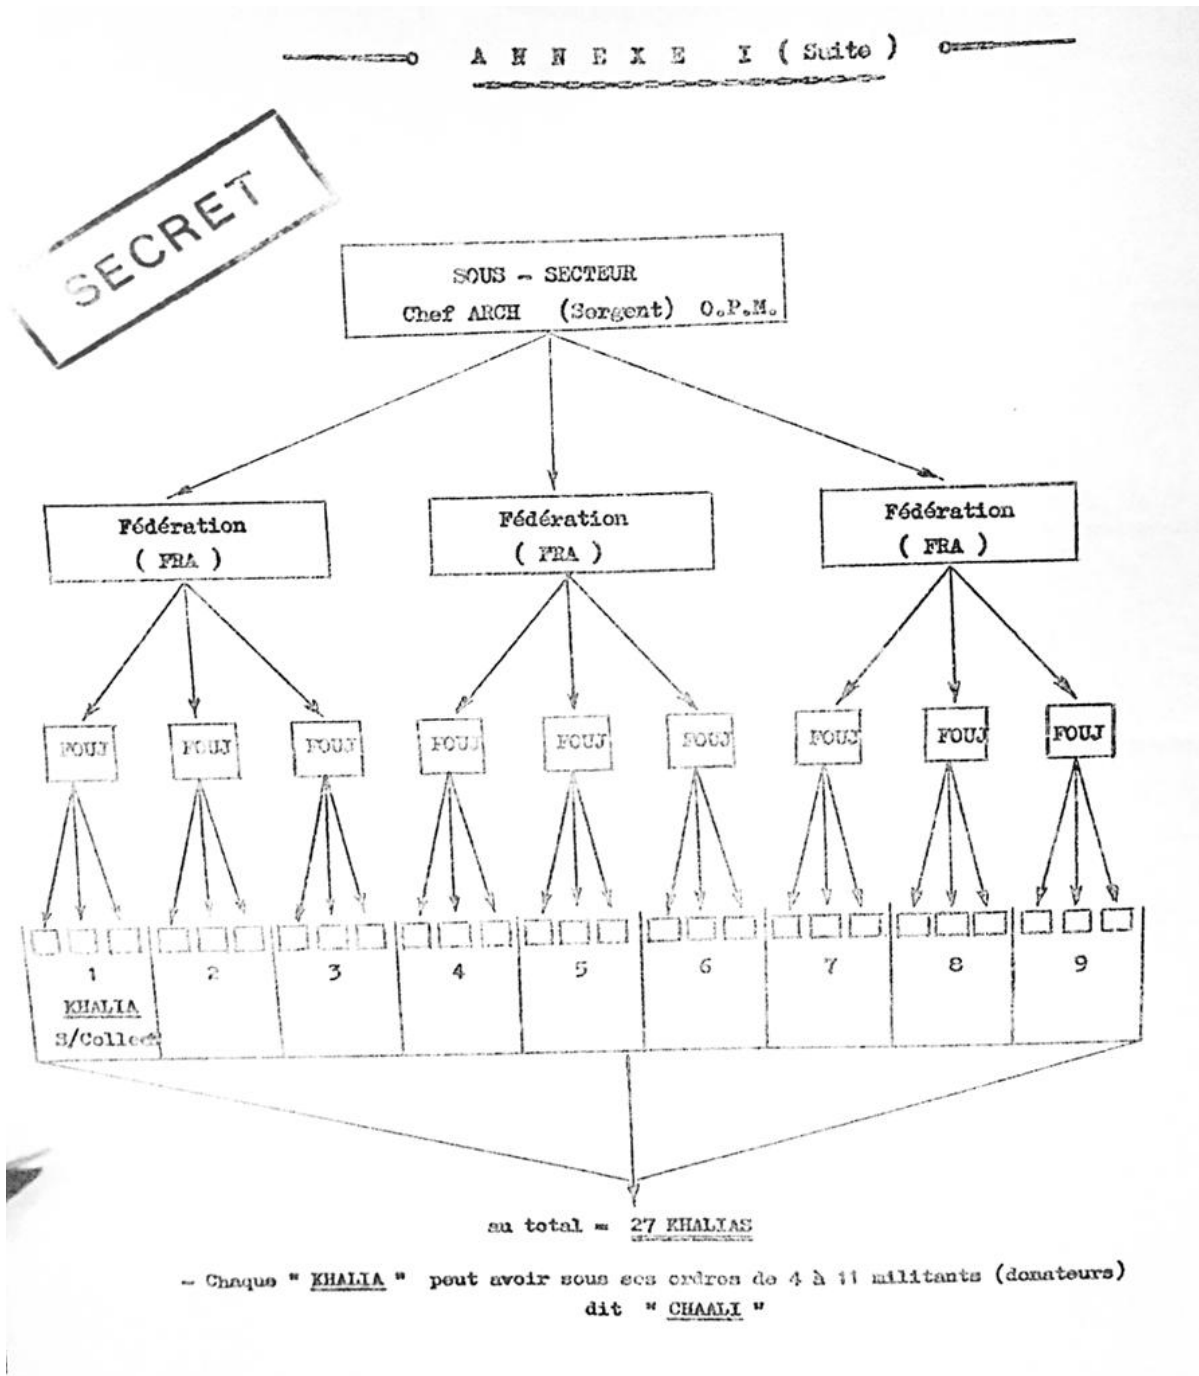 ANNEXE I (Suite)
SECRET
SOUS - SECTEUR
Chef ARCH (Sergent) O.P.M.
Fédération
( FRA )
Fédération
( FRA )
Fédération
( FRA )
FOUJ
FOUJ
FOUJ
FOUJ
FOUJ
FOUJ
FOUJ
FOUJ
FOUJ
1
2
3
4
5
6
7
8
9
KHALIA
S/Collect
au total = 27 KHALIAS
- Chaque " KHALIA " peut avoir sous ses ordres de 4 à 11 militants (donateurs)
dit " CHAALI "